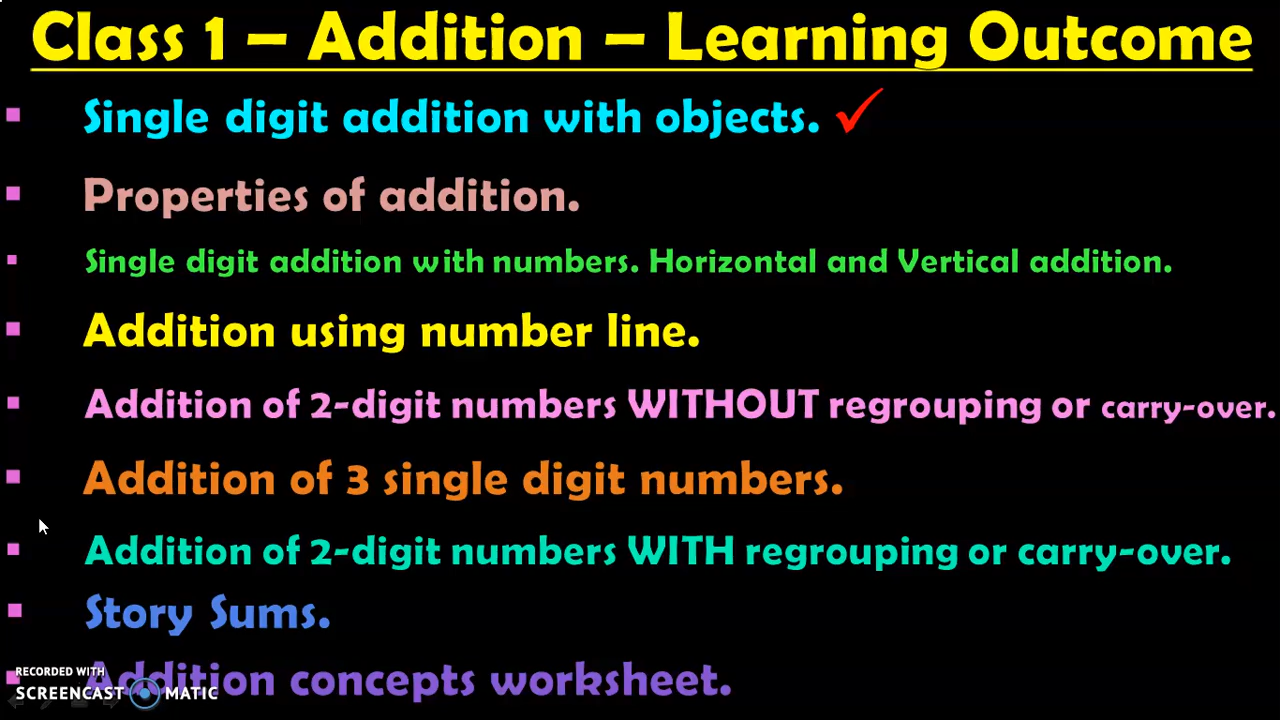 Class 1 – Addition – Learning Outcome
Single digit addition with objects. ✓
Properties of addition.
Single digit addition with numbers. Horizontal and Vertical addition.
Addition using number line.
Addition of 2-digit numbers WITHOUT regrouping or carry-over.
Addition of 3 single digit numbers.
Addition of 2-digit numbers WITH regrouping or carry-over.
Story Sums.
Addition concepts worksheet.
RECORDED WITH
SCREENCAST MATIC